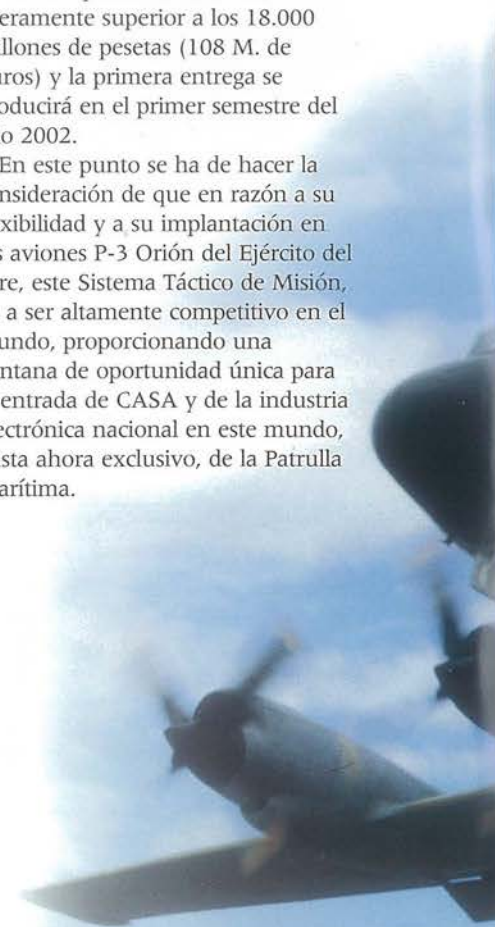 eramente superior a los 18.000
llones de pesetas (108 M. de
uros) y la primera entrega se
oducirá en el primer semestre del
o 2002.
En este punto se ha de hacer la
nsideración de que en razón a su
xibilidad y a su implantación en
s aviones P-3 Orión del Ejército del
re, este Sistema Táctico de Misión,
a ser altamente competitivo en el
undo, proporcionando una
ntana de oportunidad única para
entrada de CASA y de la industria
ectrónica nacional en este mundo,
sta ahora exclusivo, de la Patrulla
arítima.